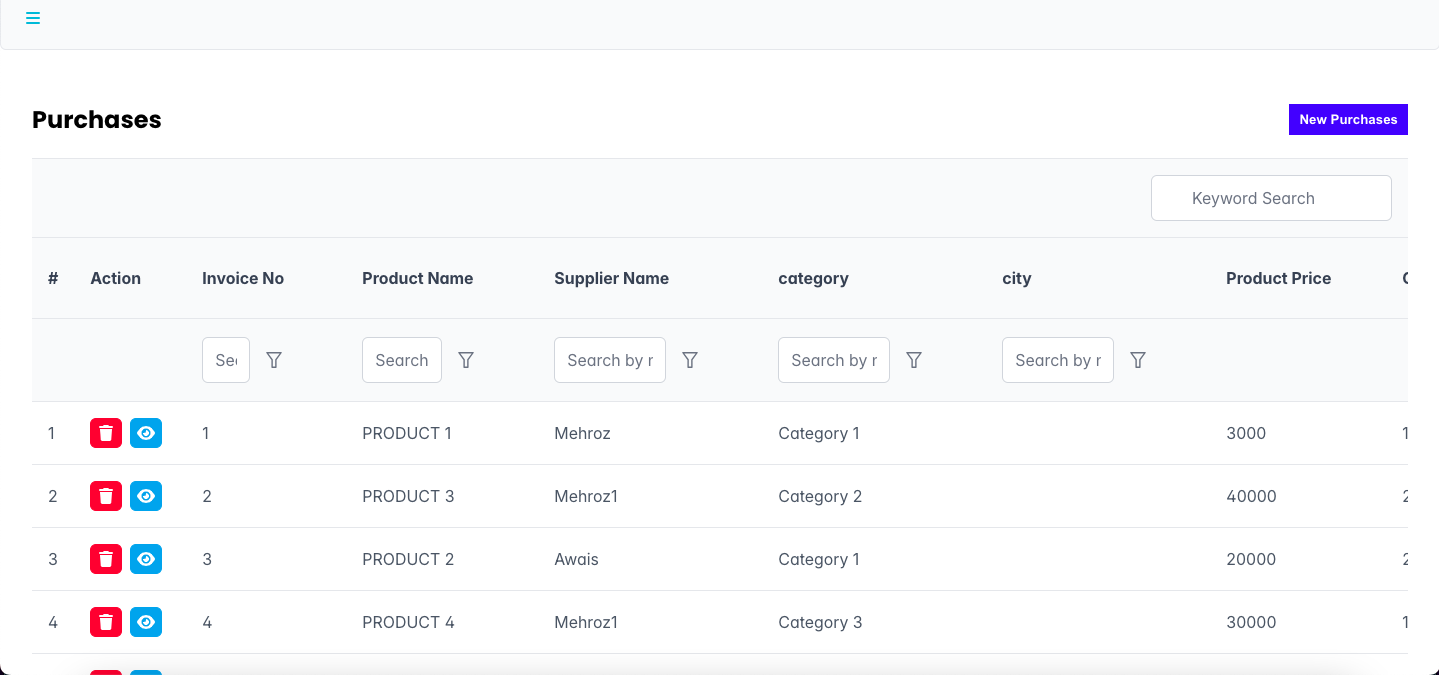 Purchases
New Purchases
Keyword Search
# Action Invoice No Product Name Supplier Name category city Product Price
Search Search by r Search by r Search by r
1 1 PRODUCT 1 Mehroz Category 1 3000 1
2 2 PRODUCT 3 Mehroz1 Category 2 40000 2
3 3 PRODUCT 2 Awais Category 1 20000 2
4 4 PRODUCT 4 Mehroz1 Category 3 30000 1